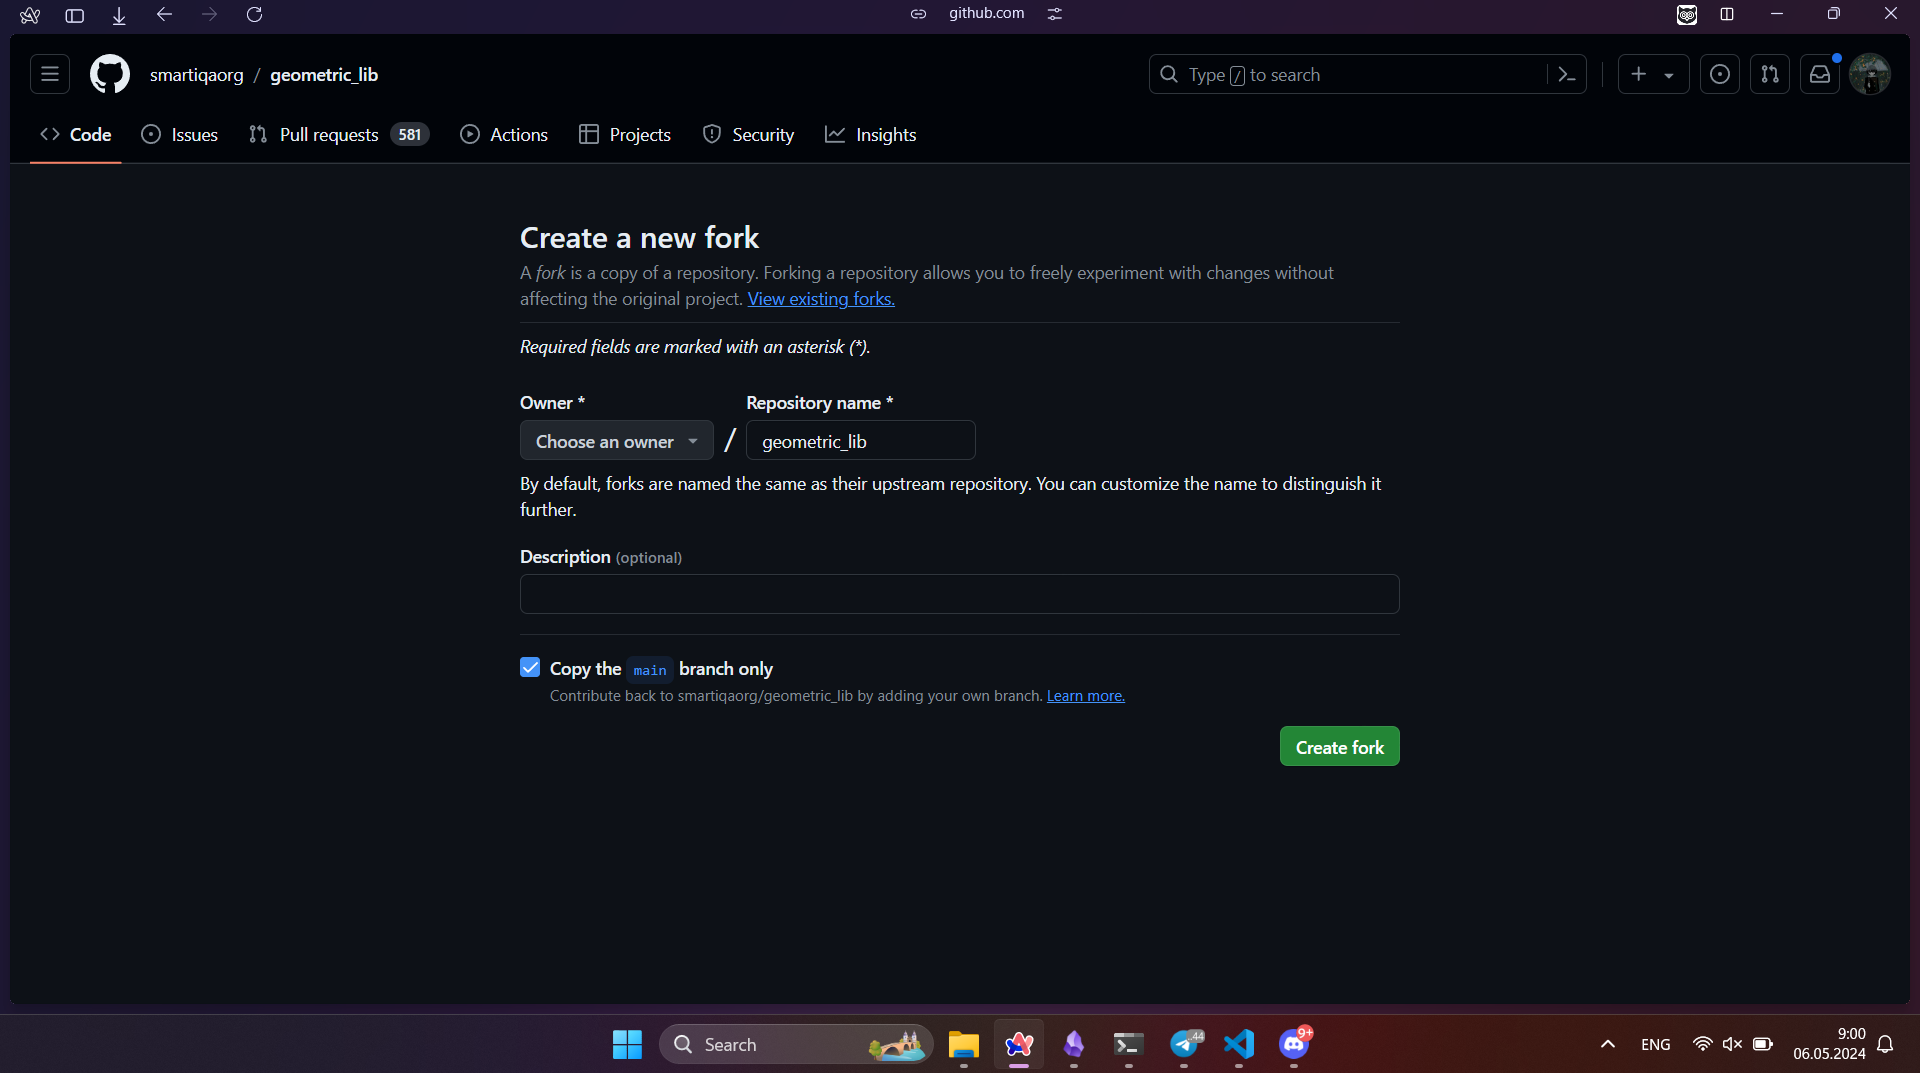 github.com
smartiqaorg / geometric_lib
Type / to search
Code
Issues
Pull requests 581
Actions
Projects
Security
Insights
Create a new fork
A fork is a copy of a repository. Forking a repository allows you to freely experiment with changes without
affecting the original project. View existing forks.
Required fields are marked with an asterisk (*).
Owner *
Repository name *
Choose an owner
/
geometric_lib
By default, forks are named the same as their upstream repository. You can customize the name to distinguish it
further.
Description (optional)
Copy the main branch only
Contribute back to smartiqaorg/geometric_lib by adding your own branch. Learn more.
Create fork
Search
44
9+
ENG
9:00
06.05.2024